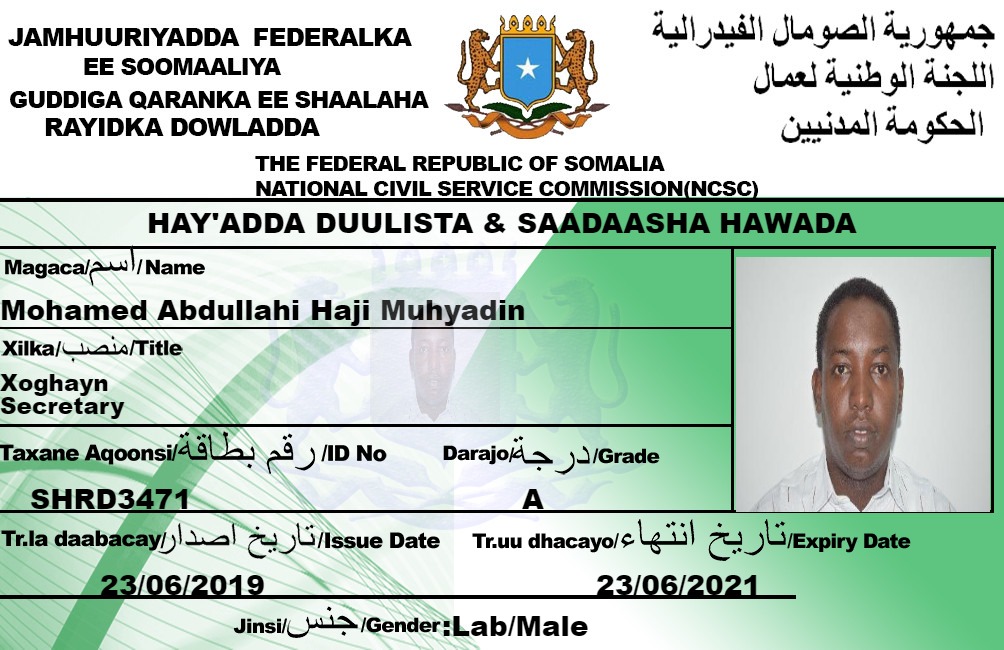 JAMHUURIYADDA FEDERALKA
EE SOOMAALIYA
GUDDIGA QARANKA EE SHAALAHA
RAYIDKA DOWLADDA
جمهورية الصومال الفيدرالية
اللجنة الوطنية لعمال
الحكومة المدنيين
THE FEDERAL REPUBLIC OF SOMALIA
NATIONAL CIVIL SERVICE COMMISSION(NCSC)
HAY'ADDA DUULISTA & SAADAASHA HAWADA
Magaca/اسم/Name
Mohamed Abdullahi Haji Muhyadin
Xilka/منصب/Title
Xoghayn
Secretary
Taxane Aqoonsi/رقم بطاقة/ID No
Darajo/درجة/Grade
SHRD3471
A
Tr.la daabacay/تاريخ اصدار/Issue Date
Tr.uu dhacayo/تاريخ انتهاء/Expiry Date
23/06/2019
23/06/2021
Jinsi/جنس/Gender:Lab/Male